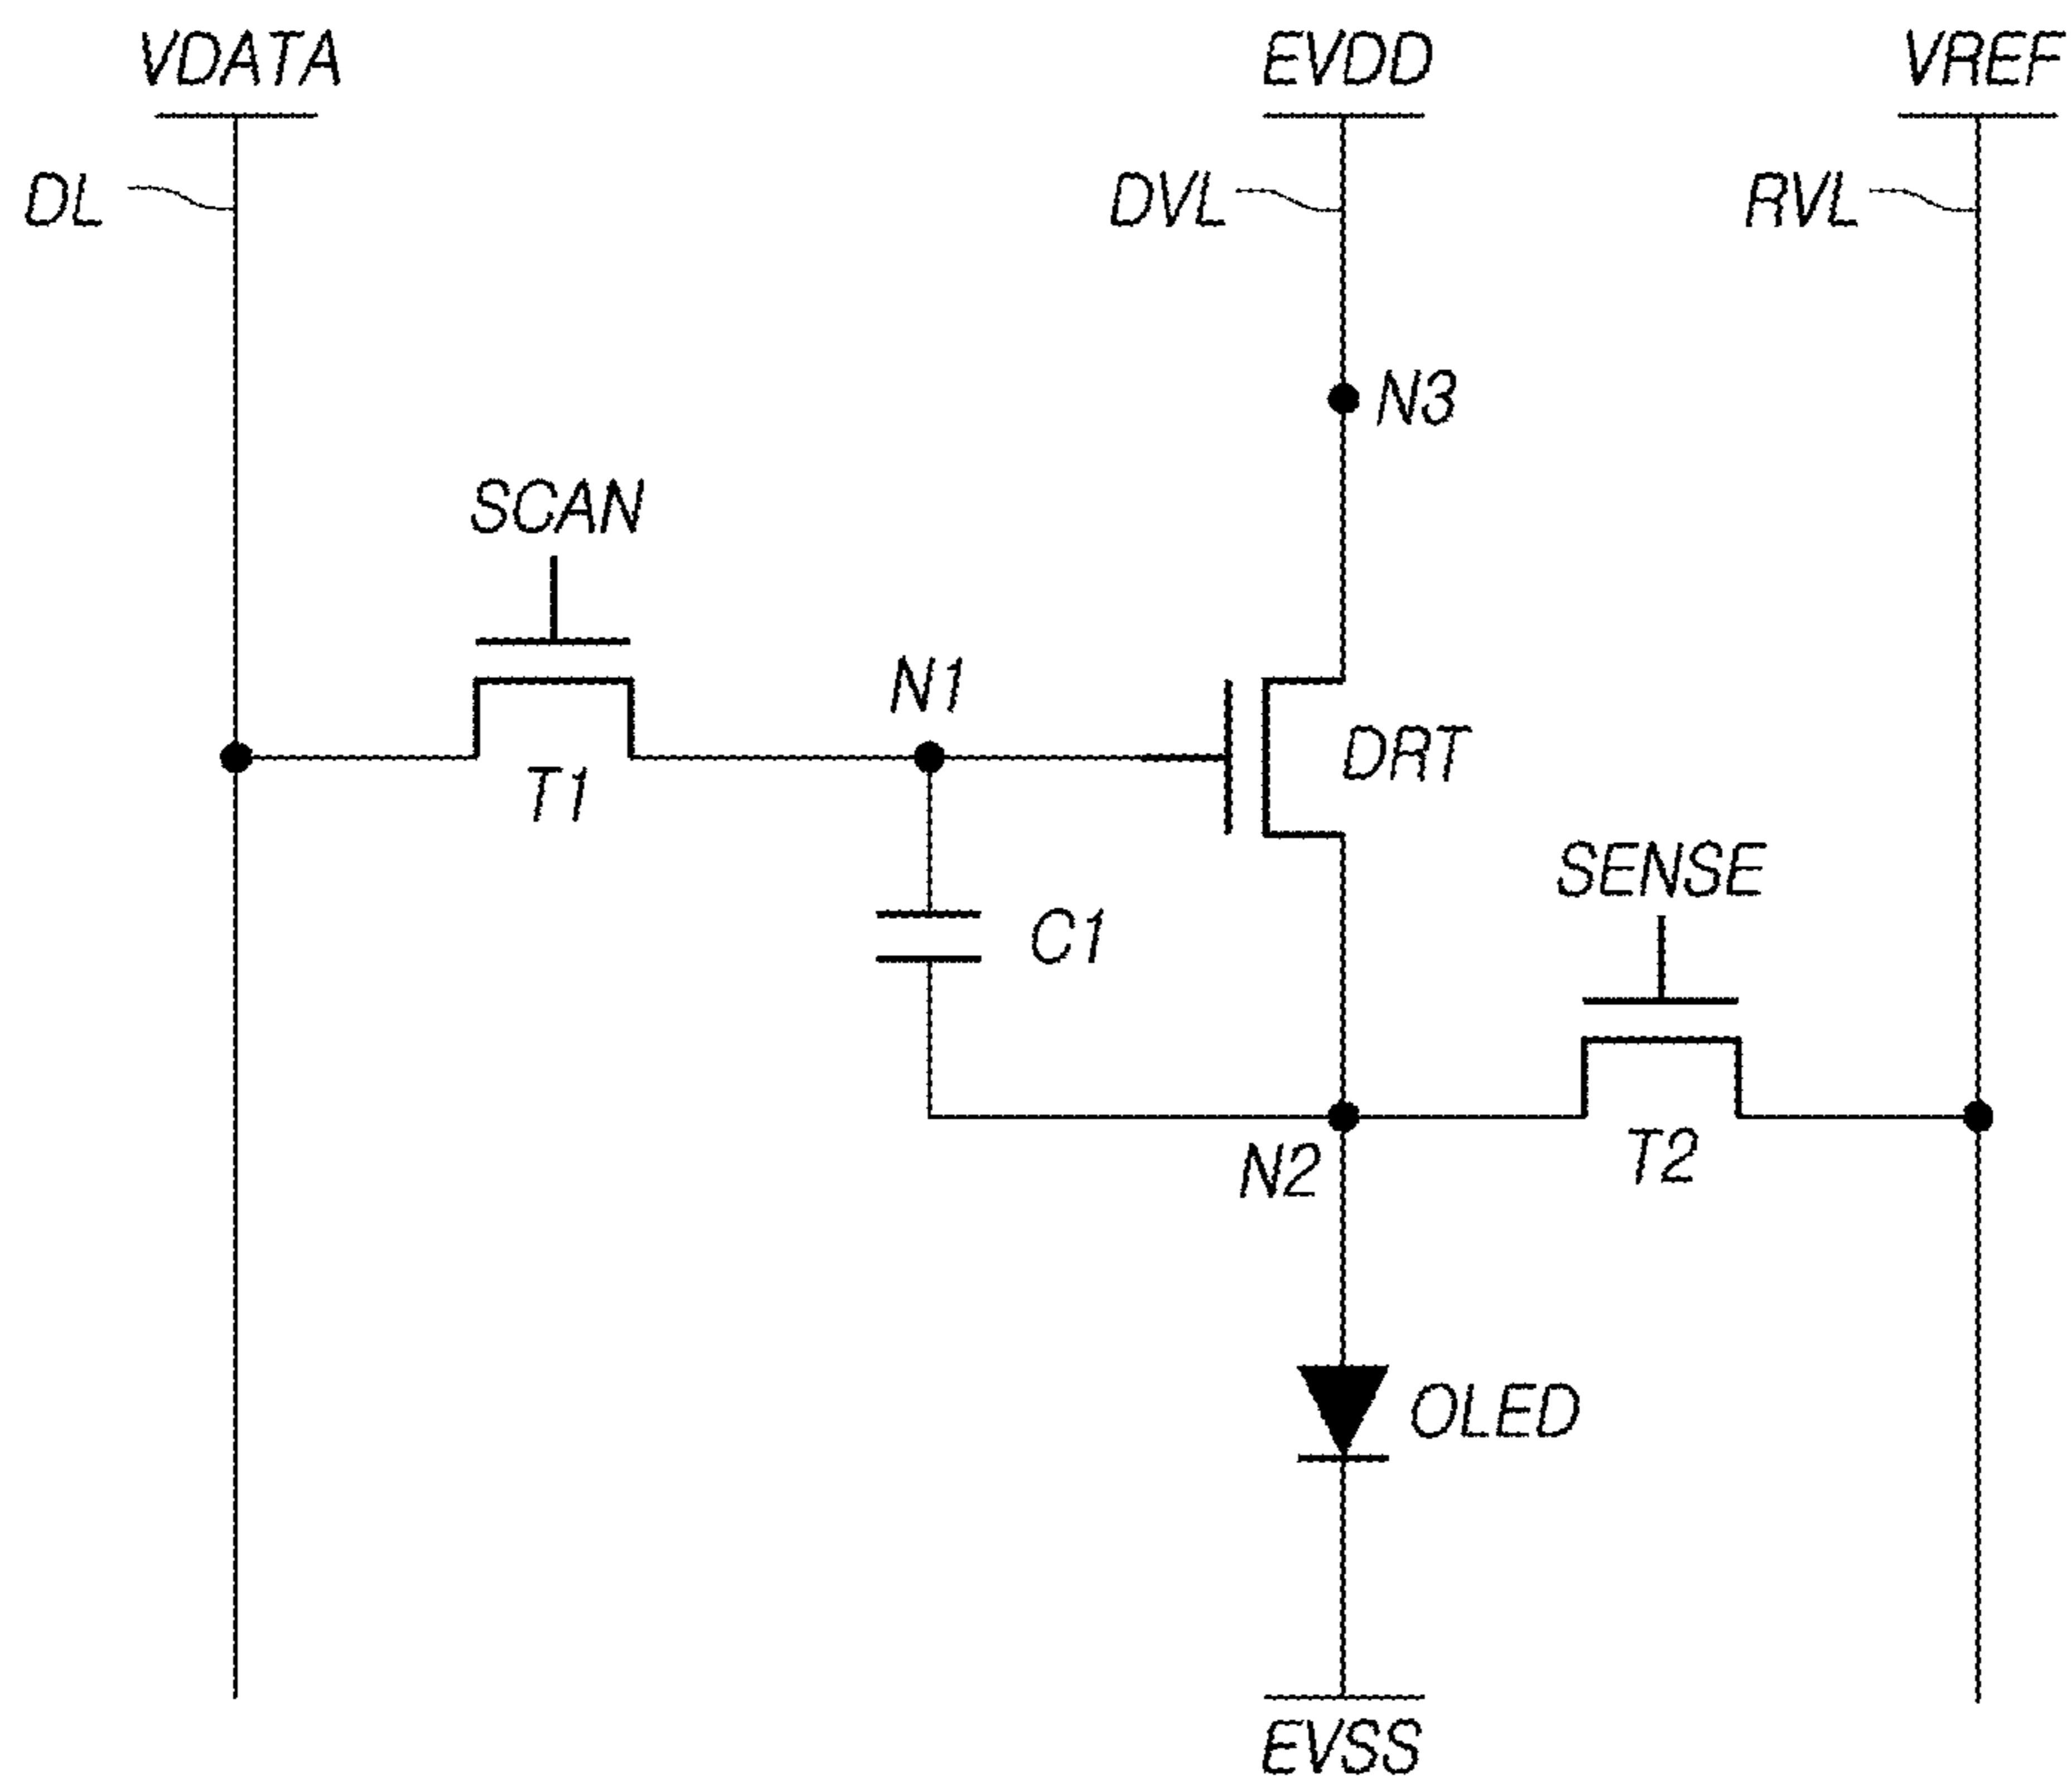 VDATA
EVDD
VREF
DL
DVL
RVL
N3
SCAN
N1
DRT
T1
SENSE
C1
T2
N2
OLED
EVSS